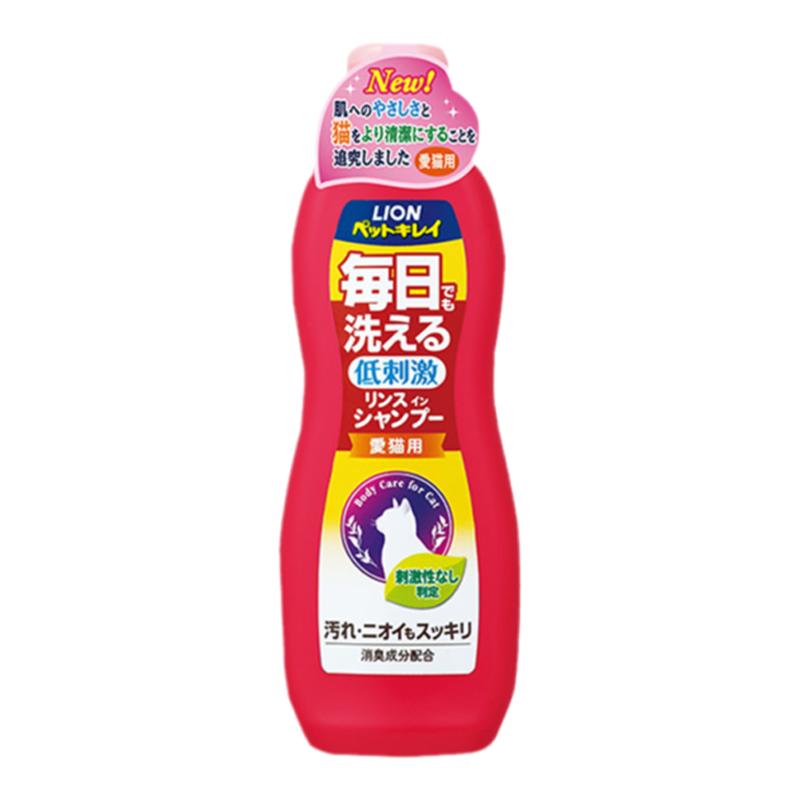 New!
肌へのやさしさと
猫をより清潔にすることを
追究しました 愛猫用
LION
ペットキレイ
毎日でも
洗える
低刺激
リンスイン
シャンプー
愛猫用
Body Care for Cat
刺激性なし
判定
汚れ・ニオイもスッキリ
消臭成分配合